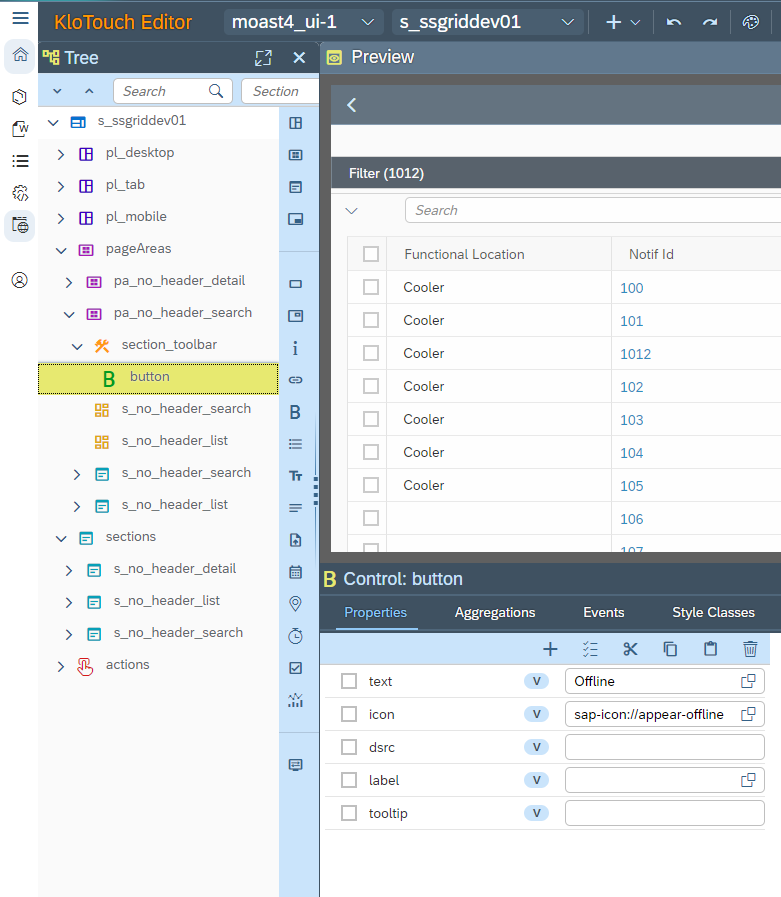 KloTouch Editor moast4_ui-1 s_ssgriddev01
Tree
Preview
Search Section
s_ssgriddev01
pl_desktop
pl_tab
pl_mobile
pageAreas
pa_no_header_detail
pa_no_header_search
section_toolbar
B button
s_no_header_search
s_no_header_list
s_no_header_search
s_no_header_list
sections
s_no_header_detail
s_no_header_list
s_no_header_search
actions
i
B
TT
Filter (1012)
Search
Functional Location Notif Id
Cooler 100
Cooler 101
Cooler 1012
Cooler 102
Cooler 103
Cooler 104
Cooler 105
106
107
B Control: button
Properties Aggregations Events Style Classes
text V Offline
icon V sap-icon://appear-offline
dsrc V
label V
tooltip V